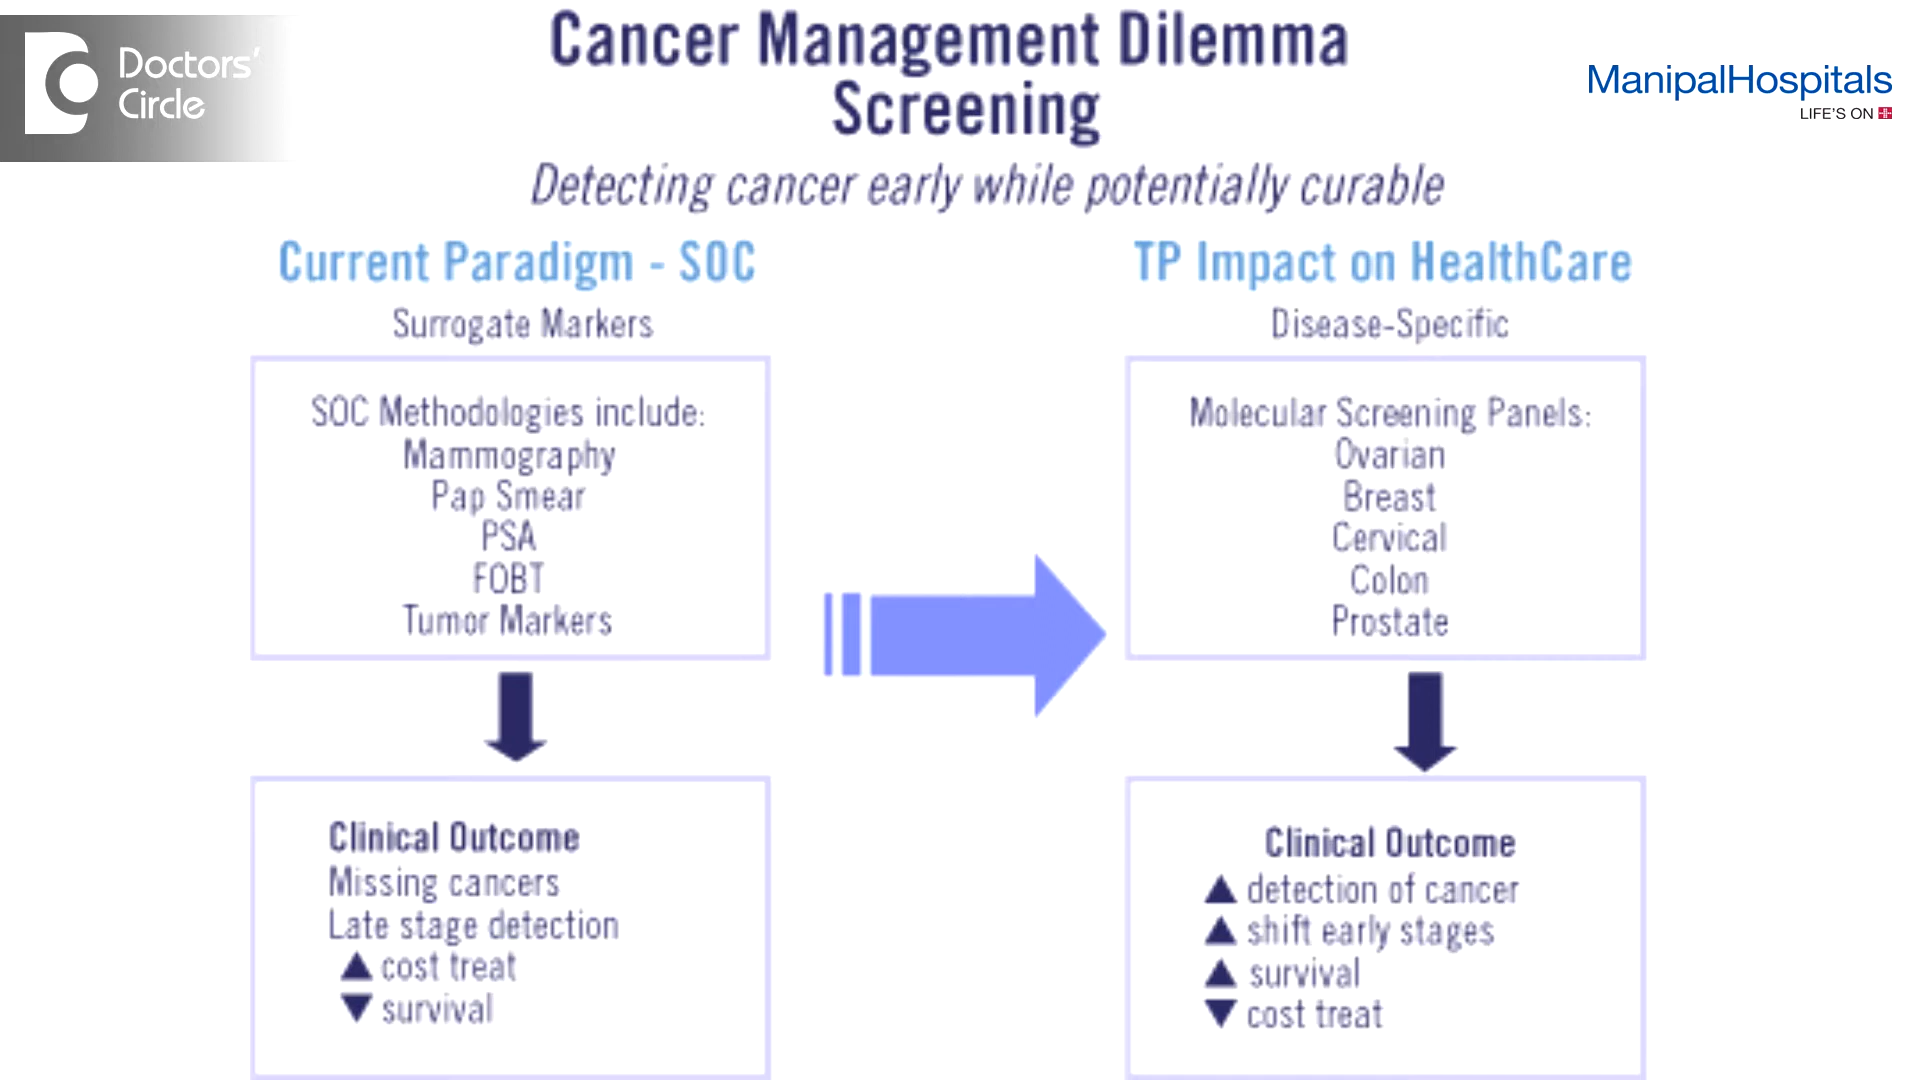 Doctors'
Circle
Cancer Management Dilemma
Screening
ManipalHospitals
LIFE'S ON
Detecting cancer early while potentially curable
Current Paradigm - SOC
Surrogate Markers
SOC Methodologies include:
Mammography
Pap Smear
PSA
FOBT
Tumor Markers
Clinical Outcome
Missing cancers
Late stage detection
▲ cost treat
▼ survival
TP Impact on HealthCare
Disease-Specific
Molecular Screening Panels:
Ovarian
Breast
Cervical
Colon
Prostate
Clinical Outcome
▲ detection of cancer
▲ shift early stages
▲ survival
▼ cost treat